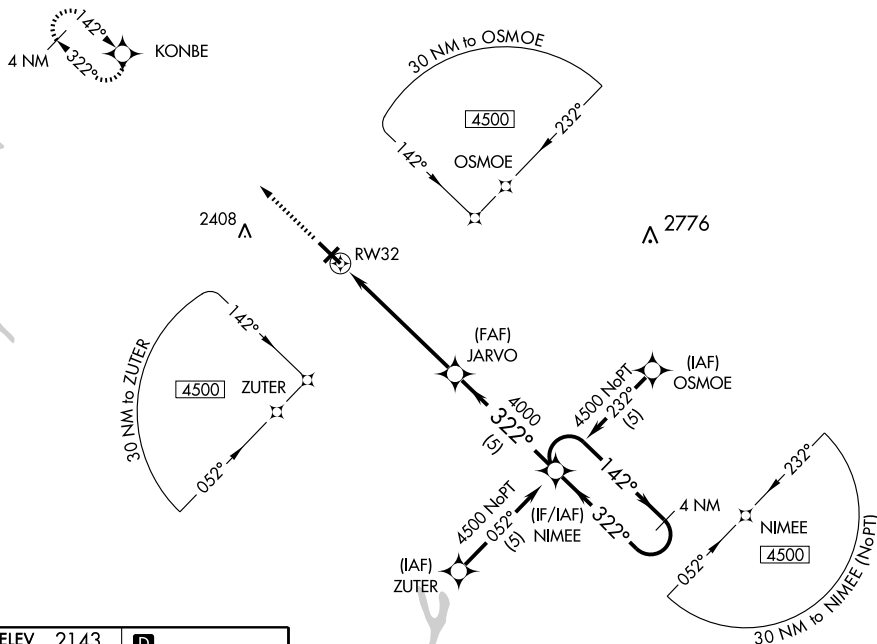 142°
322°
4 NM
KONBE
30 NM to OSMOE
4500
142°
232°
OSMOE
2408
2776
RW32
30 NM to ZUTER
142°
4500
ZUTER
052°
(FAF)
JARVO
4000
322°
(5)
(IAF)
OSMOE
4500 NoPT
232°
(5)
142°
322°
4 NM
(IF/IAF)
NIMEE
4500 NoPT
052°
(5)
(IAF)
ZUTER
232°
052°
NIMEE
4500
30 NM to NIMEE (NoPT)
ELEV 2143
D